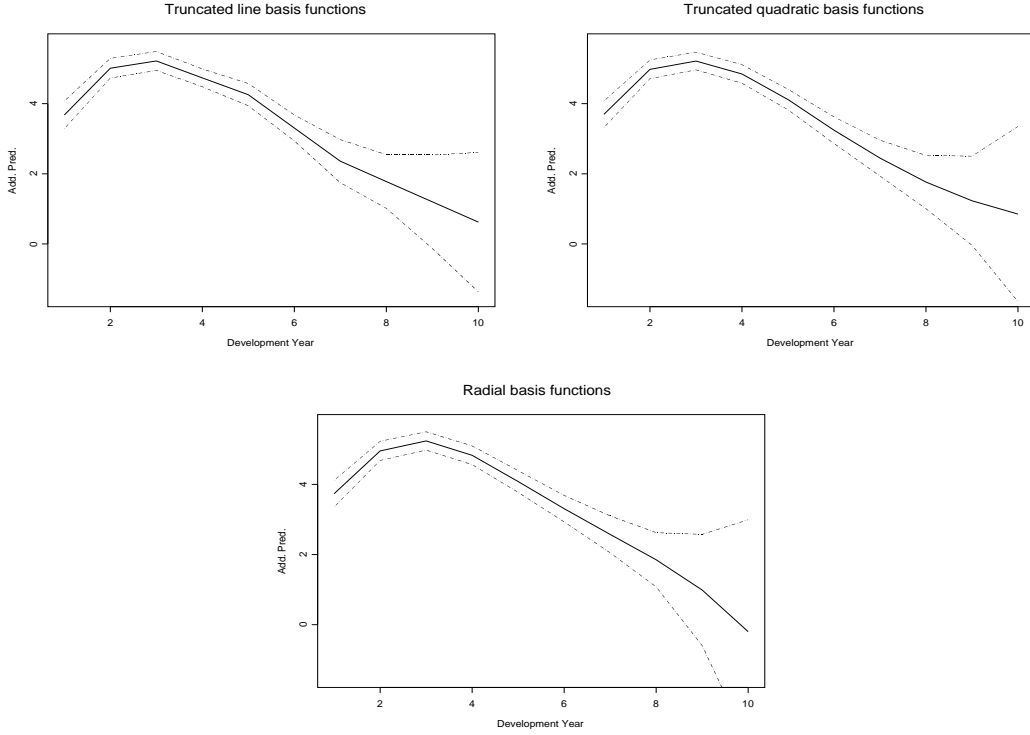 Truncated line basis functions
Add. Pred.
4
2
0
2
4
6
8
10
Development Year
Truncated quadratic basis functions
Add. Pred.
4
2
0
2
4
6
8
10
Development Year
Radial basis functions
Add. Pred.
4
2
0
2
4
6
8
10
Development Year